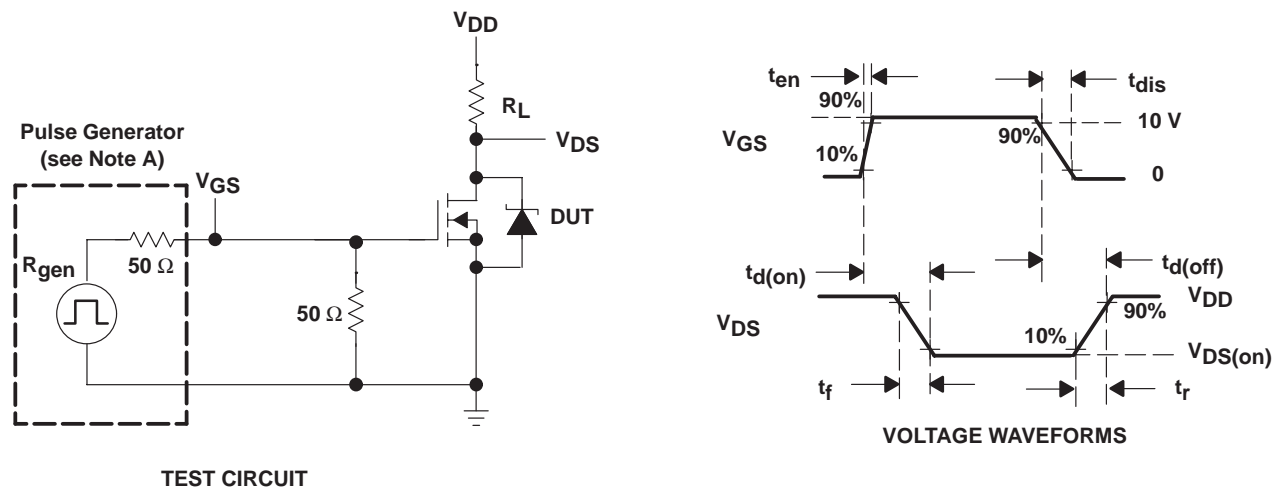 VDD
RL
Pulse Generator
(see Note A)
VDS
VGS
DUT
Rgen
50 Ω
50 Ω
TEST CIRCUIT
ten
tdis
90%
10 V
VGS
90%
10%
0
td(on)
td(off)
VDD
VDS
90%
10%
VDS(on)
tf
tr
VOLTAGE WAVEFORMS